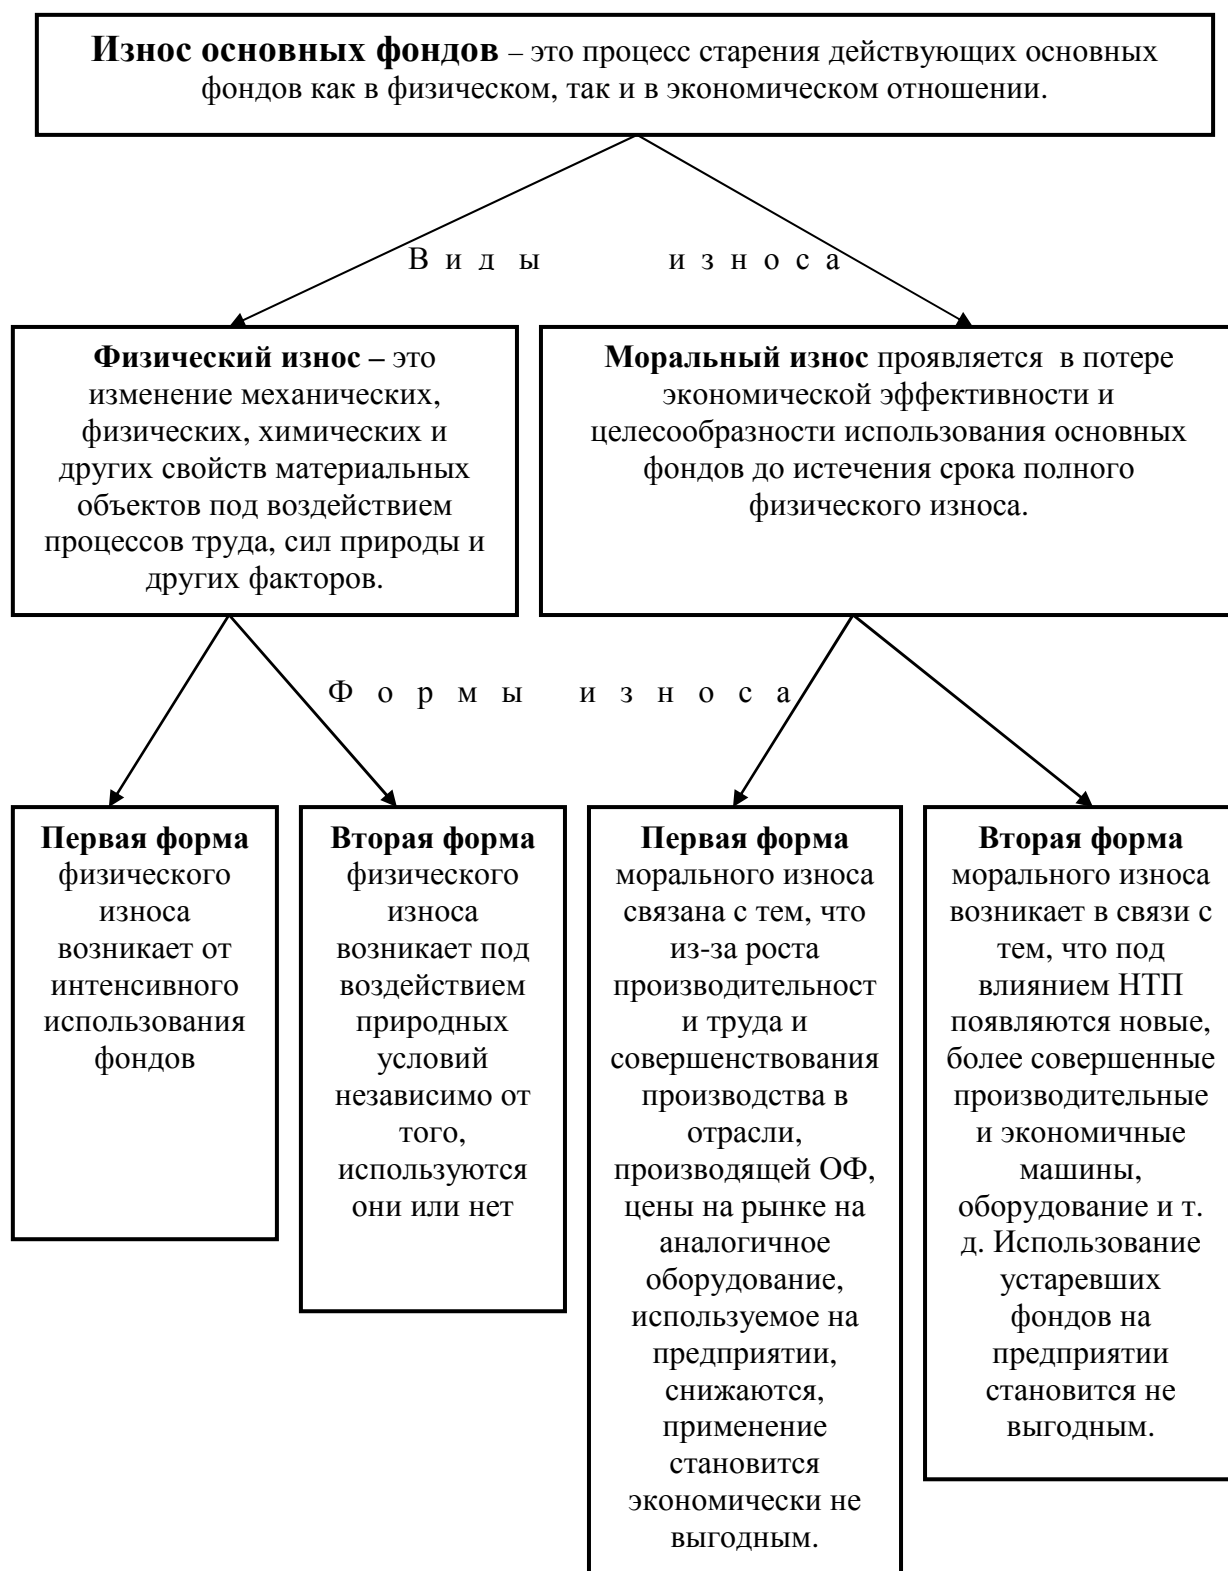 Износ основных фондов – это процесс старения действующих основных
фондов как в физическом, так и в экономическом отношении.
Виды износа
Физический износ – это
изменение механических,
физических, химических и
других свойств материальных
объектов под воздействием
процессов труда, сил природы и
других факторов.
Моральный износ проявляется в потере
экономической эффективности и
целесообразности использования основных
фондов до истечения срока полного
физического износа.
Формы износа
Первая форма
физического
износа
возникает от
интенсивного
использования
фондов
Вторая форма
физического
износа
возникает под
воздействием
природных
условий
независимо от
того,
используются
они или нет
Первая форма
морального износа
связана с тем, что
из-за роста
производительност
и труда и
совершенствования
производства в
отрасли,
производящей ОФ,
цены на рынке на
аналогичное
оборудование,
используемое на
предприятии,
снижаются,
применение
становится
экономически не
выгодным.
Вторая форма
морального износа
возникает в связи с
тем, что под
влиянием НТП
появляются новые,
более совершенные
производительные
и экономичные
машины,
оборудование и т.
д. Использование
устаревших
фондов на
предприятии
становится не
выгодным.